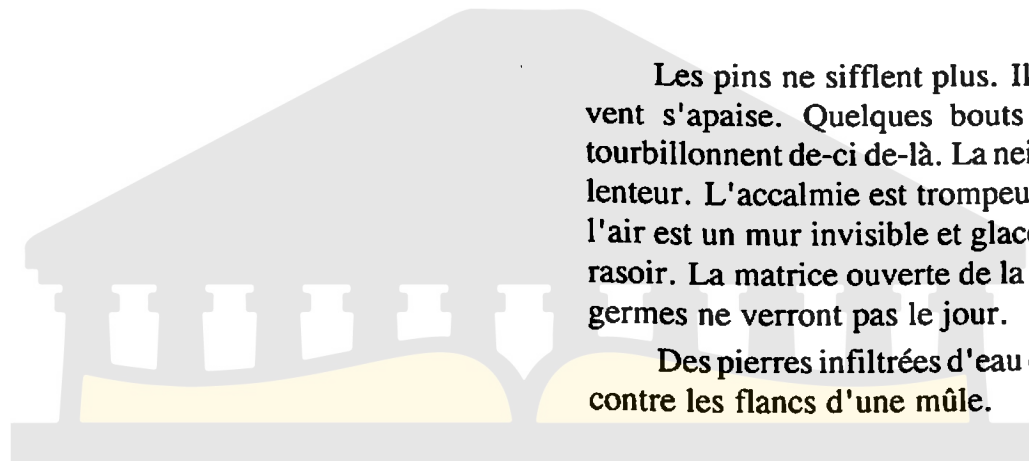 Les pins ne sifflent plus. Il
vent s'apaise. Quelques bouts
tourbillonnent de-ci de-là. La nei
lenteur. L'accalmie est trompeu
l'air est un mur invisible et glac
rasoir. La matrice ouverte de la
germes ne verront pas le jour.
Des pierres infiltrées d'eau
contre les flancs d'une mûle.